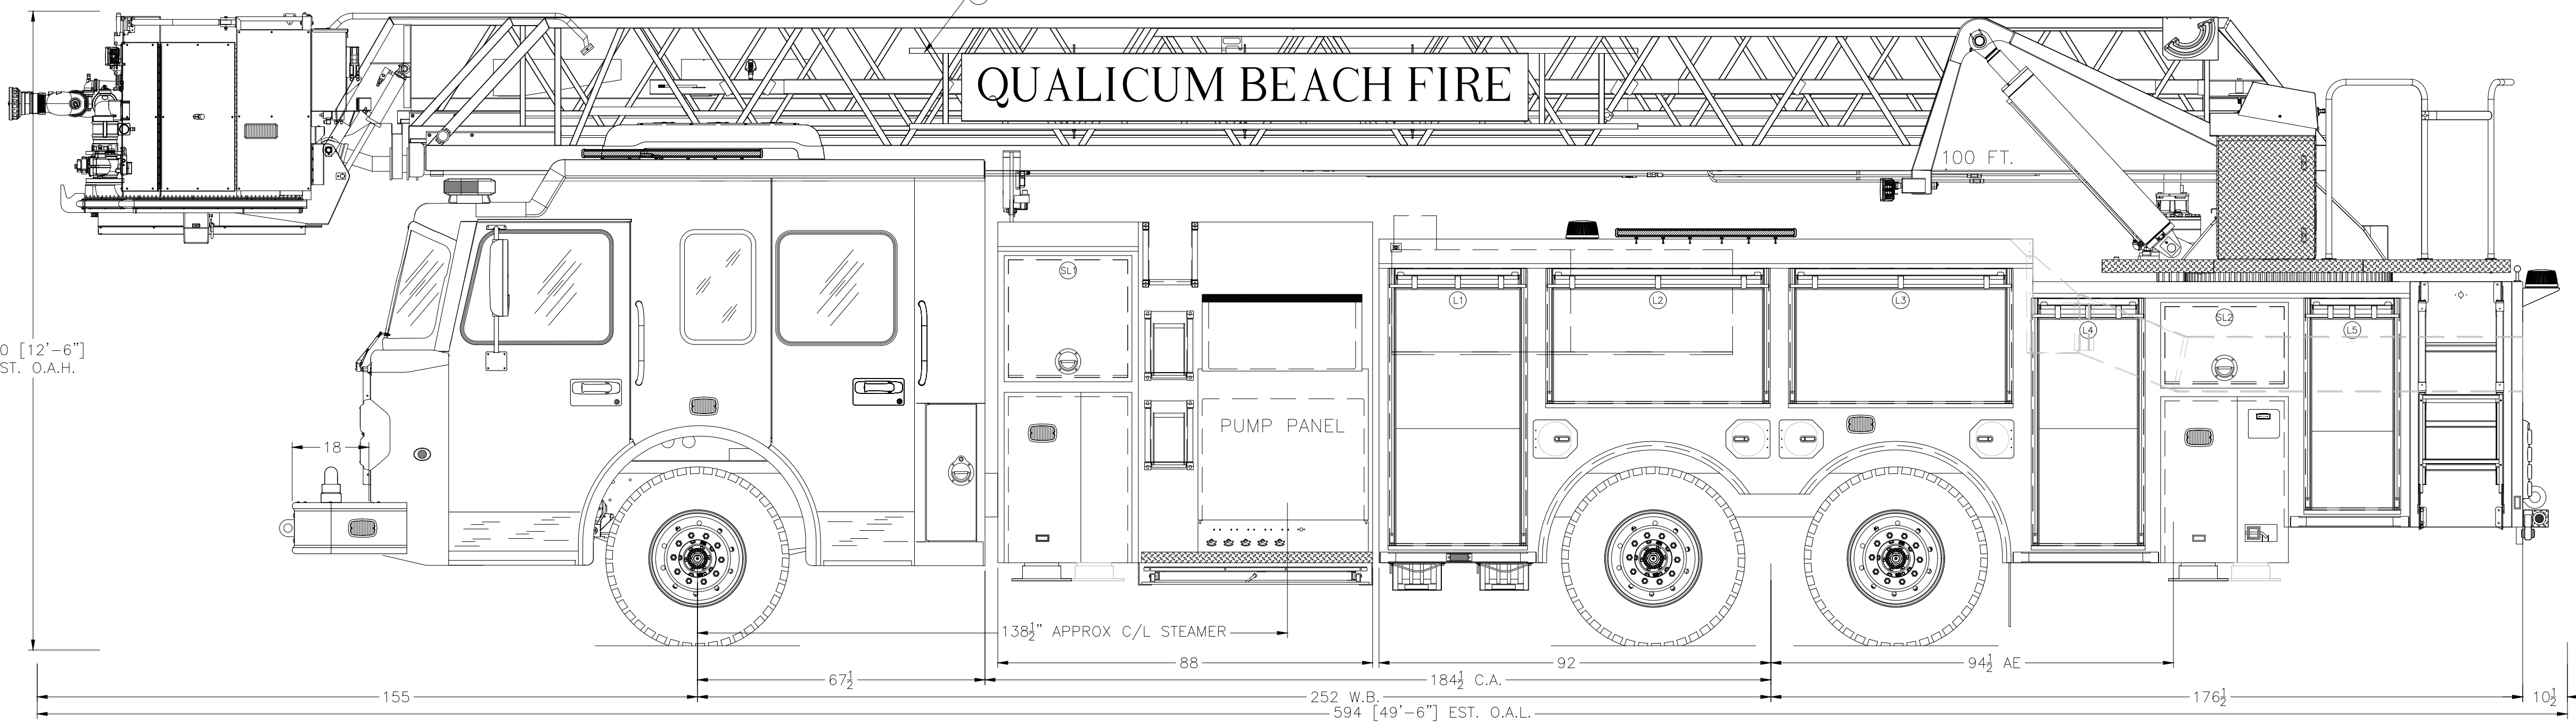 QUALICUM BEACH FIRE
100 FT.
SL1
L1
L2
L3
L4
SL2
L5
0 [12'-6"]
ST. O.A.H.
PUMP PANEL
18
138½" APPROX C/L STEAMER
88
92
94½ AE
67½
184½ C.A.
155
252 W.B.
176½
10½
594 [49'-6"] EST. O.A.L.